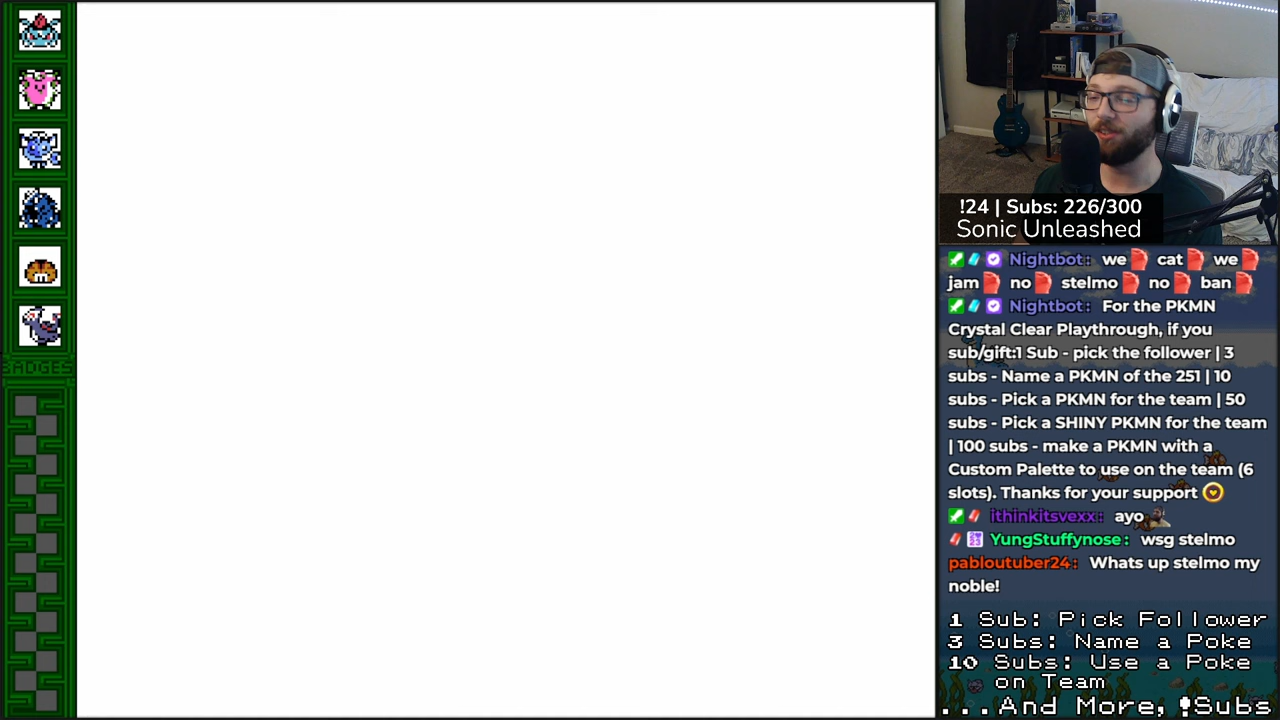 BADGES
!24 | Subs: 226/300
Sonic Unleashed
Nightbot: we cat we
jam no stelmo no ban
Nightbot: For the PKMN
Crystal Clear Playthrough, if you
sub/gift:1 Sub - pick the follower | 3
subs - Name a PKMN of the 251 | 10
subs - Pick a PKMN for the team | 50
subs - Pick a SHINY PKMN for the team
| 100 subs - make a PKMN with a
Custom Palette to use on the team (6
slots). Thanks for your support
ithinkitsvexx: ayo
YungStuffynose: wsg stelmo
pabloutuber24: Whats up stelmo my
noble!
1 Sub: Pick Follower
3 Subs: Name a Poke
10 Subs: Use a Poke
on Team
...And More, !Subs